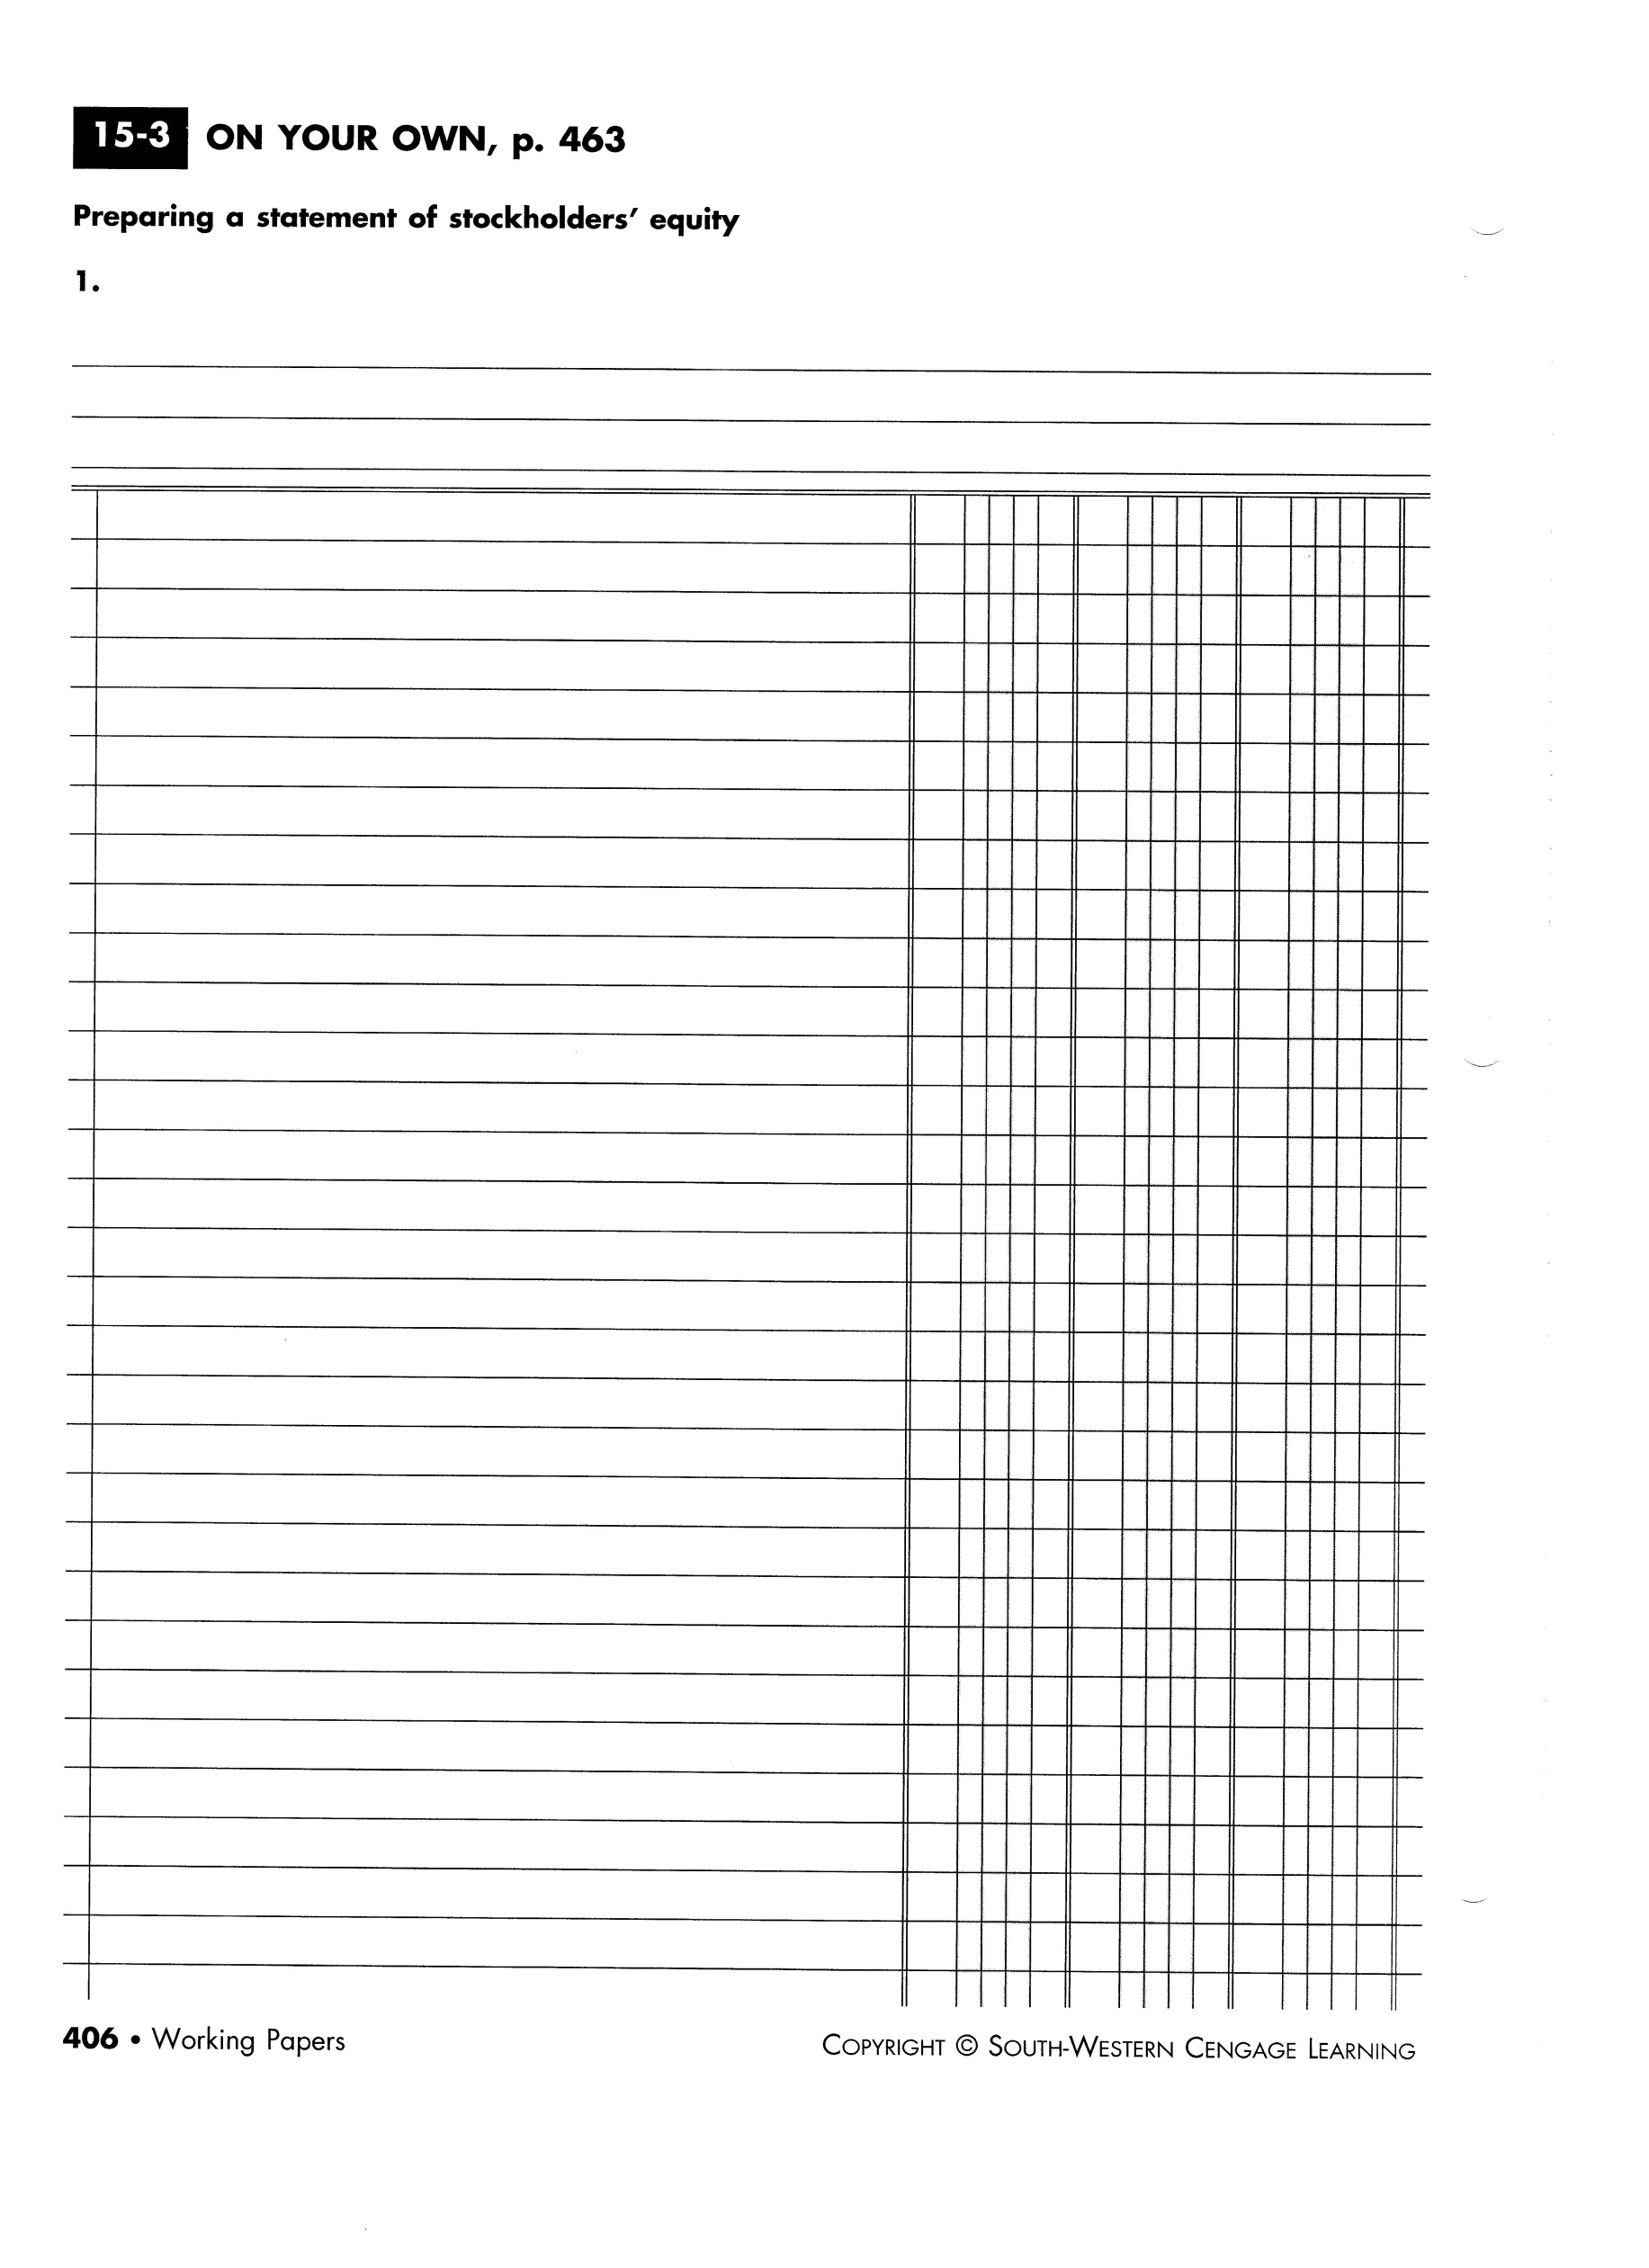 15-3 ON YOUR OWN, p. 463
Preparing a statement of stockholders' equity
1.
406 • Working Papers
COPYRIGHT © SOUTH-WESTERN CENGAGE LEARNING